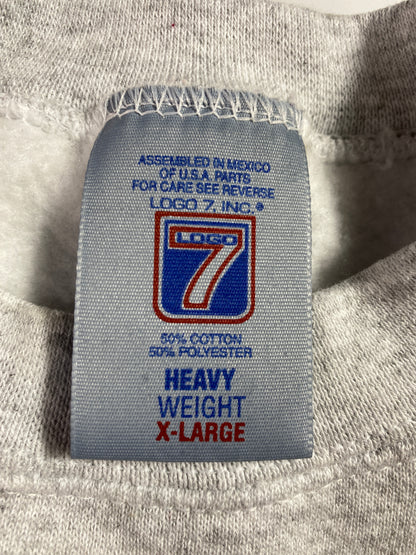 ASSEMBLED IN MEXICO
OF U.S.A. PARTS
FOR CARE SEE REVERSE
LOGO 7, INC.®
LOGO
7
50% COTTON
50% POLYESTER
HEAVY
WEIGHT
X-LARGE